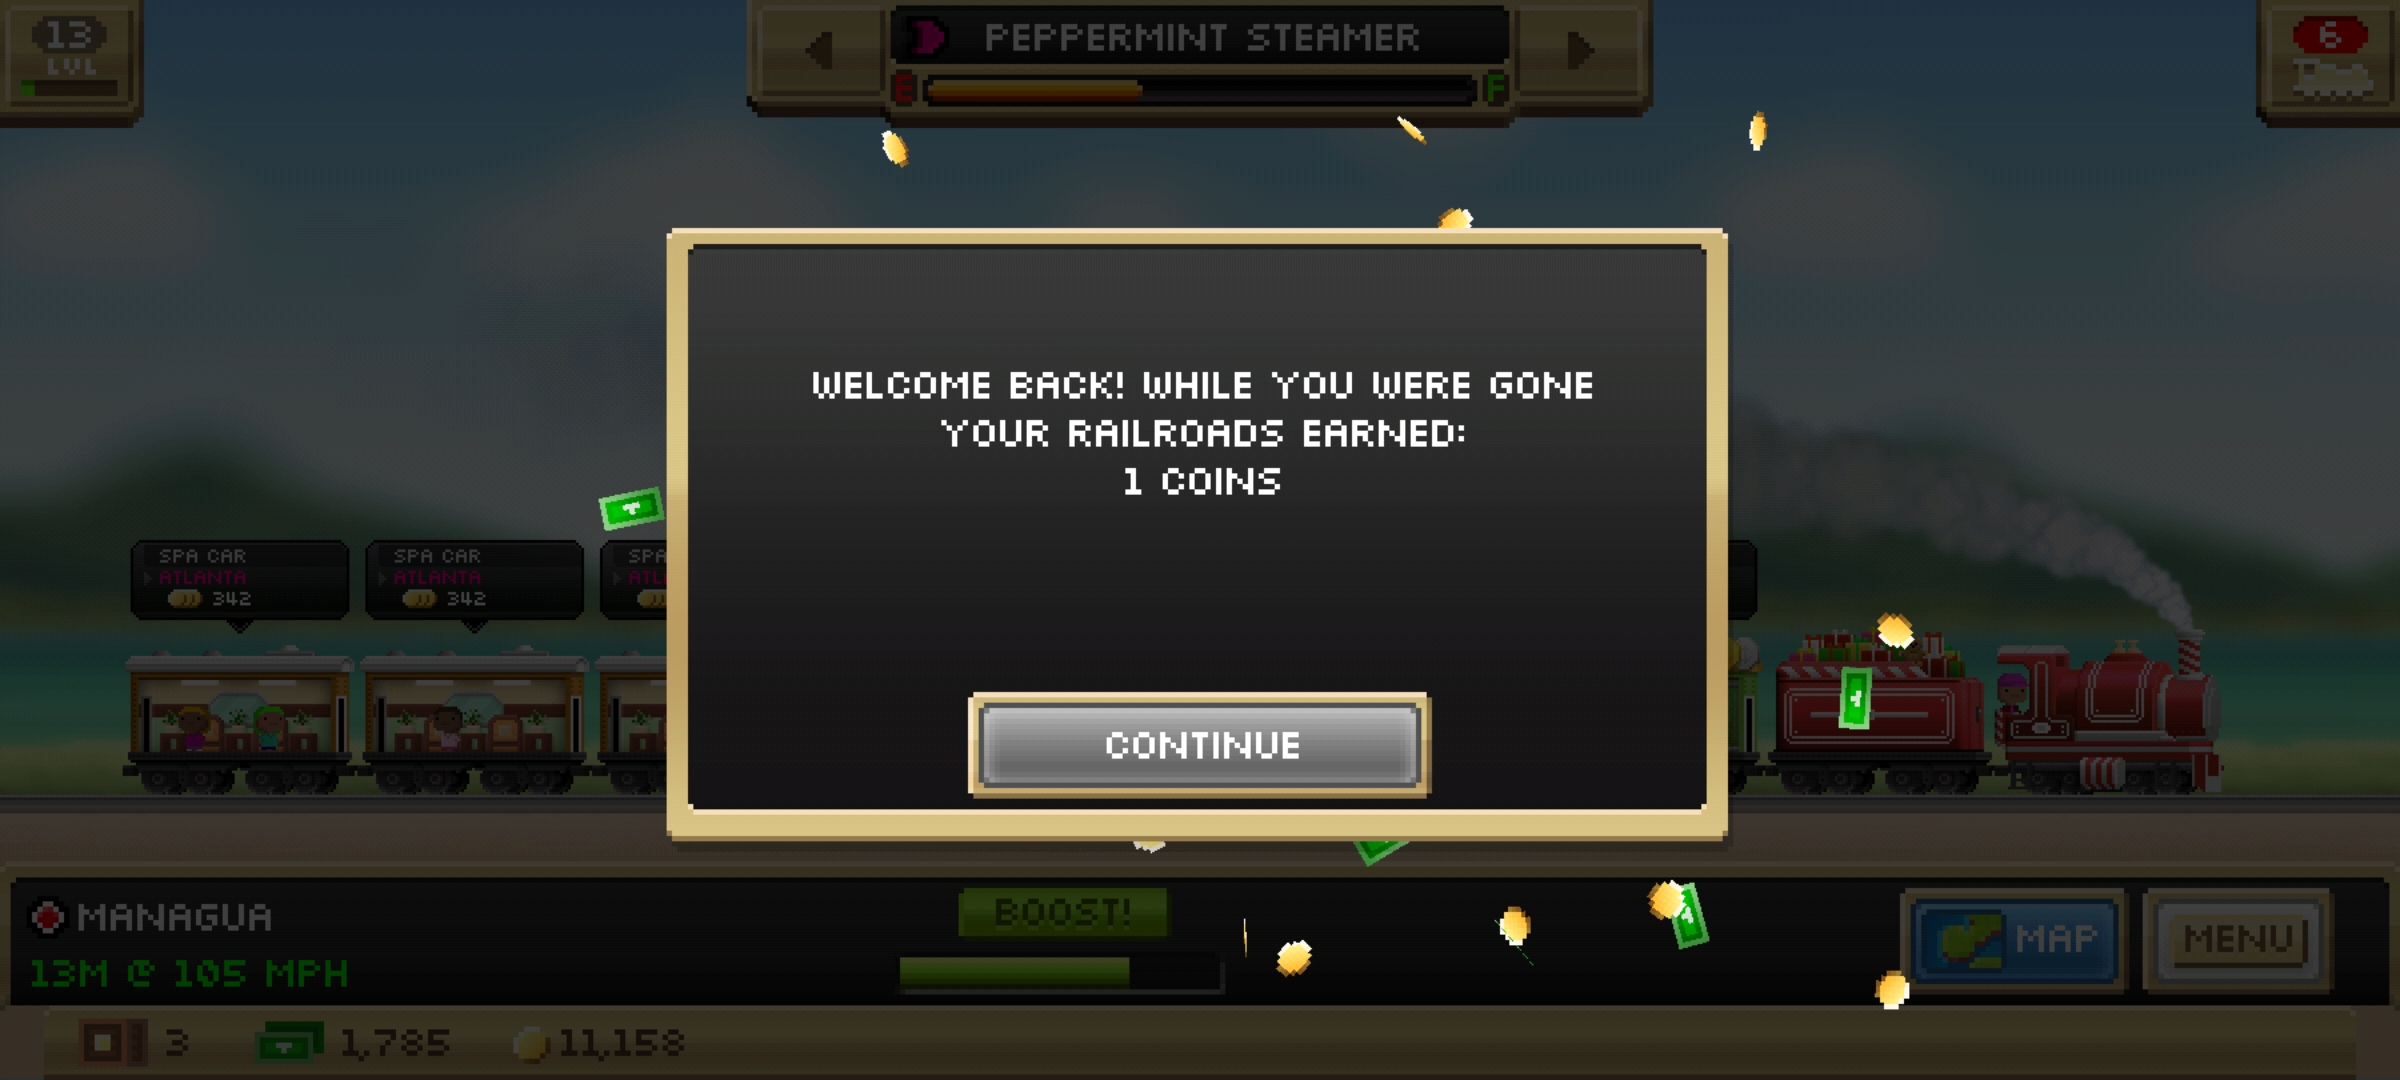 13
LVL
PEPPERMINT STEAMER
E
F
6
WELCOME BACK! WHILE YOU WERE GONE
YOUR RAILROADS EARNED:
1 COINS
SPA CAR
ATLANTA
342
SPA CAR
ATLANTA
342
CONTINUE
MANAGUA
13M @ 105 MPH
BOOST!
MAP
MENU
3
1,785
11,158